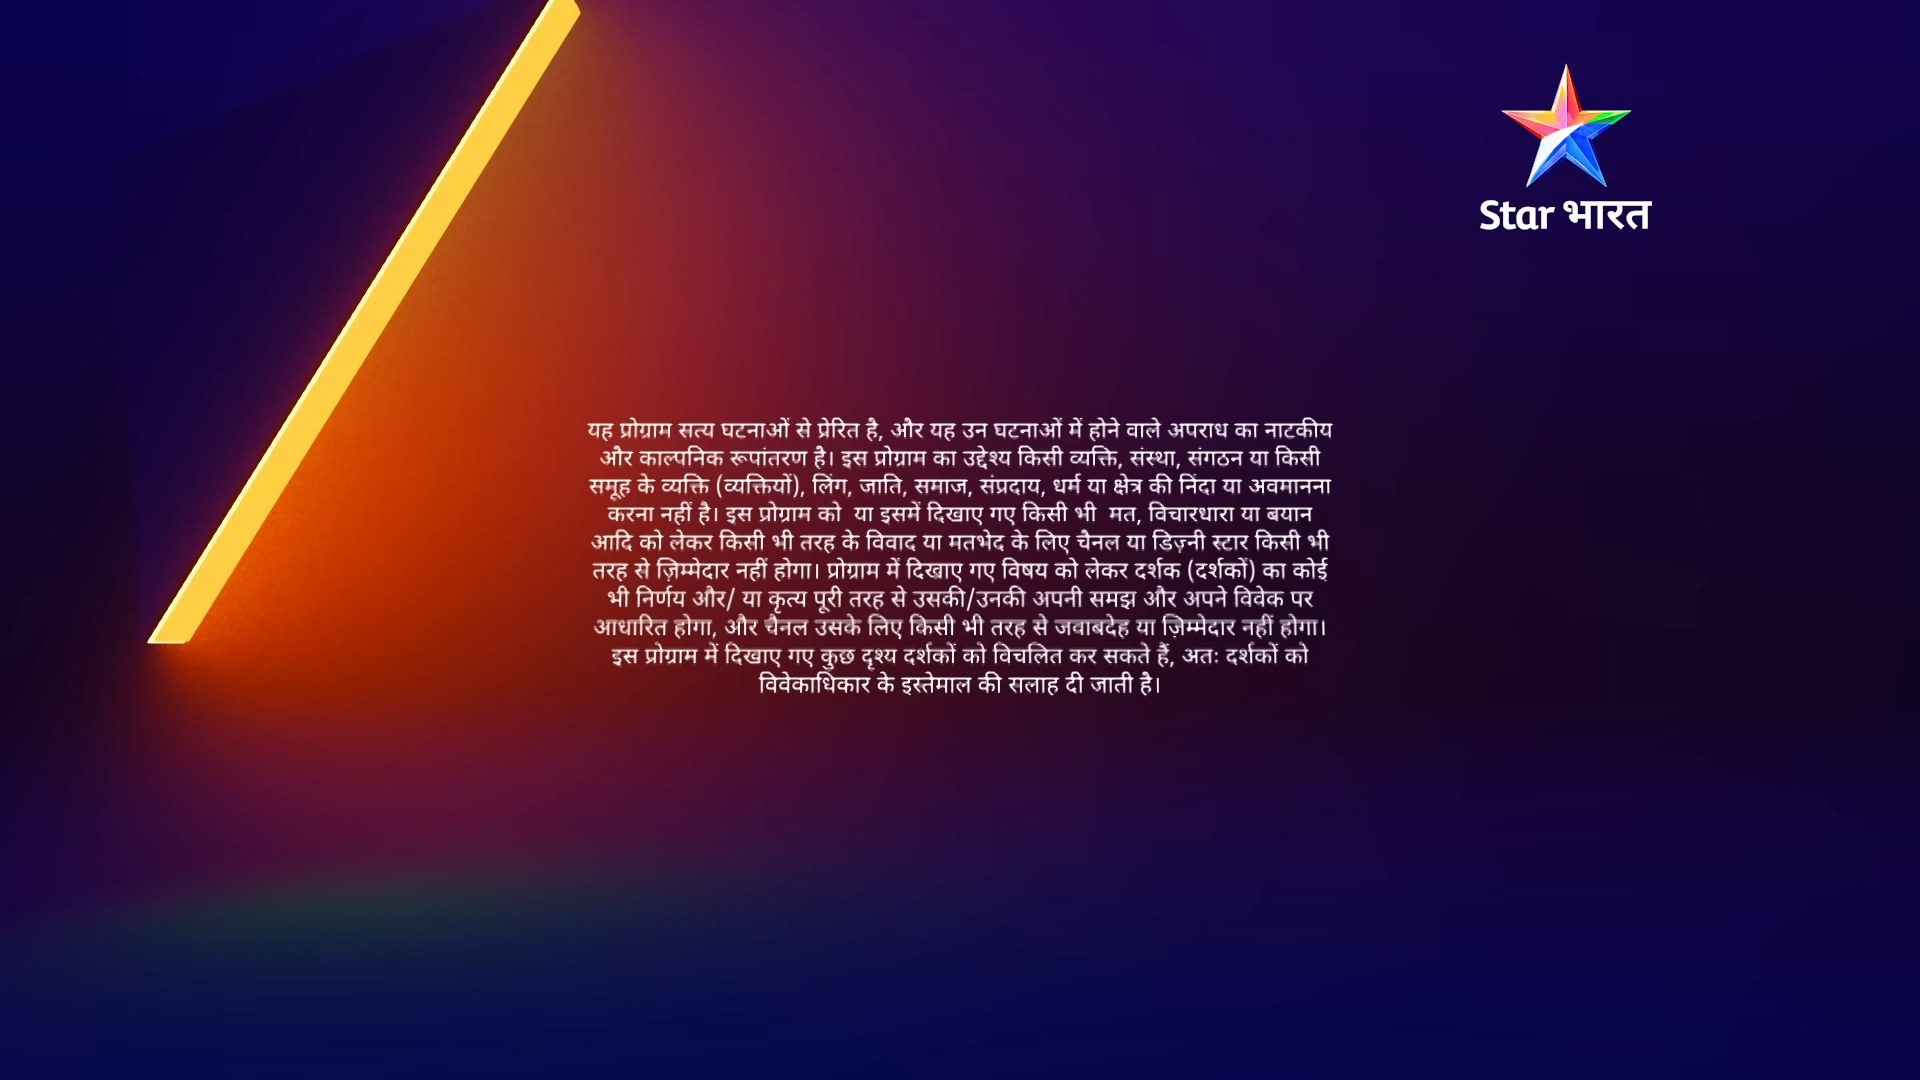 Star भारत
यह प्रोग्राम सत्य घटनाओं से प्रेरित है, और यह उन घटनाओं में होने वाले अपराध का नाटकीय
और काल्पनिक रूपांतरण है। इस प्रोग्राम का उद्देश्य किसी व्यक्ति, संस्था, संगठन या किसी
समूह के व्यक्ति (व्यक्तियों), लिंग, जाति, समाज, संप्रदाय, धर्म या क्षेत्र की निंदा या अवमानना
करना नहीं है। इस प्रोग्राम को या इसमें दिखाए गए किसी भी मत, विचारधारा या बयान
आदि को लेकर किसी भी तरह के विवाद या मतभेद के लिए चैनल या डिज़्नी स्टार किसी भी
तरह से ज़िम्मेदार नहीं होगा। प्रोग्राम में दिखाए गए विषय को लेकर दर्शक (दर्शकों) का कोई
भी निर्णय और/ या कृत्य पूरी तरह से उसकी/उनकी अपनी समझ और अपने विवेक पर
आधारित होगा, और चैनल उसके लिए किसी भी तरह से जवाबदेह या ज़िम्मेदार नहीं होगा।
इस प्रोग्राम में दिखाए गए कुछ दृश्य दर्शकों को विचलित कर सकते हैं, अतः दर्शकों को
विवेकाधिकार के इस्तेमाल की सलाह दी जाती है।